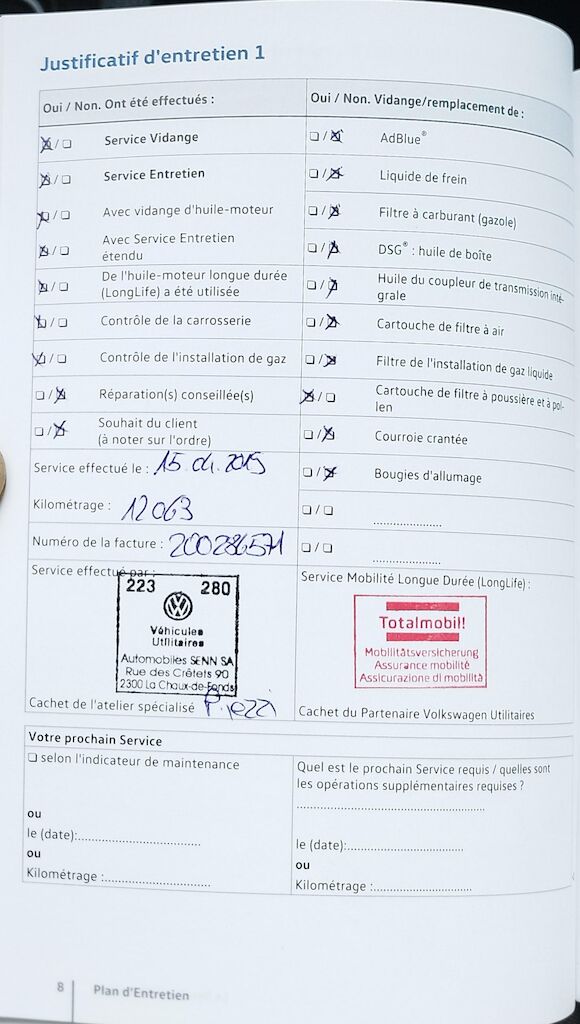 Justificatif d'entretien 1
Oui / Non. Ont été effectués :
☒ / ☐ Service Vidange
☒ / ☐ Service Entretien
☒ / ☐ Avec vidange d'huile-moteur
☒ / ☐ Avec Service Entretien
étendu
☒ / ☐ De l'huile-moteur longue durée
(LongLife) a été utilisée
☒ / ☐ Contrôle de la carrosserie
☒ / ☐ Contrôle de l'installation de gaz
☐ / ☒ Réparation(s) conseillée(s)
☐ / ☒ Souhait du client
(à noter sur l'ordre)
Service effectué le : 15.04.2015
Kilométrage : 12063
Numéro de la facture : 200286571
Service effectué par :
223 280
Véhicules
Utilitaires
Automobiles SENN SA
Rue des Crêtets 90
2300 La Chaux-de-Fonds
Cachet de l'atelier spécialisé
Oui / Non. Vidange/remplacement de :
☐ / ☒ AdBlue®
☐ / ☒ Liquide de frein
☐ / ☒ Filtre à carburant (gazole)
☐ / ☒ DSG® : huile de boîte
☐ / ☒ Huile du coupleur de transmission inté-
grale
☐ / ☒ Cartouche de filtre à air
☐ / ☒ Filtre de l'installation de gaz liquide
☒ / ☐ Cartouche de filtre à poussière et à pol-
len
☐ / ☒ Courroie crantée
☐ / ☒ Bougies d'allumage
☐ / ☐ .....................
☐ / ☐ .....................
Service Mobilité Longue Durée (LongLife) :
Totalmobil!
Mobilitätsversicherung
Assurance mobilité
Assicurazione di mobilità
Cachet du Partenaire Volkswagen Utilitaires
Votre prochain Service
☐ selon l'indicateur de maintenance
ou
le (date):...............................
ou
Kilométrage :...........................
Quel est le prochain Service requis / quelles sont
les opérations supplémentaires requises ?
................................................
le (date):..............................
ou
Kilométrage :.........................
8 Plan d'Entretien